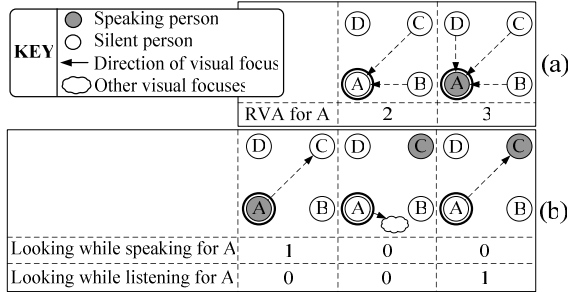 KEY
Speaking person
Silent person
Direction of visual focus
Other visual focuses
D C D C
A B A B
(a)
RVA for A 2 3
D C D C D C
A B A B A B
(b)
Looking while speaking for A 1 0 0
Looking while listening for A 0 0 1